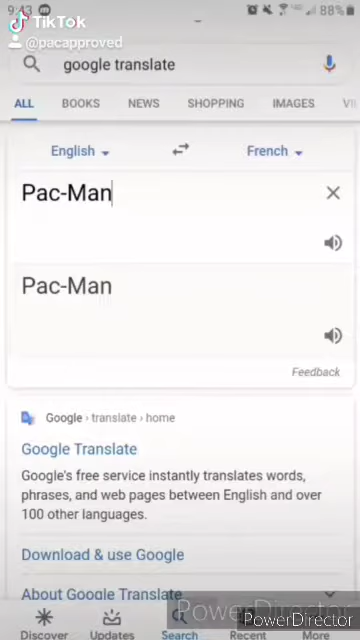 9:43
88%
TikTok
@pacapproved
google translate
ALL BOOKS NEWS SHOPPING IMAGES
English French
Pac-Man
Pac-Man
Feedback
Google › translate › home
Google Translate
Google's free service instantly translates words,
phrases, and web pages between English and over
100 other languages.
Download & use Google
About Google Translate
PowerDirector
PowerDirector
Discover Updates Search Recent More